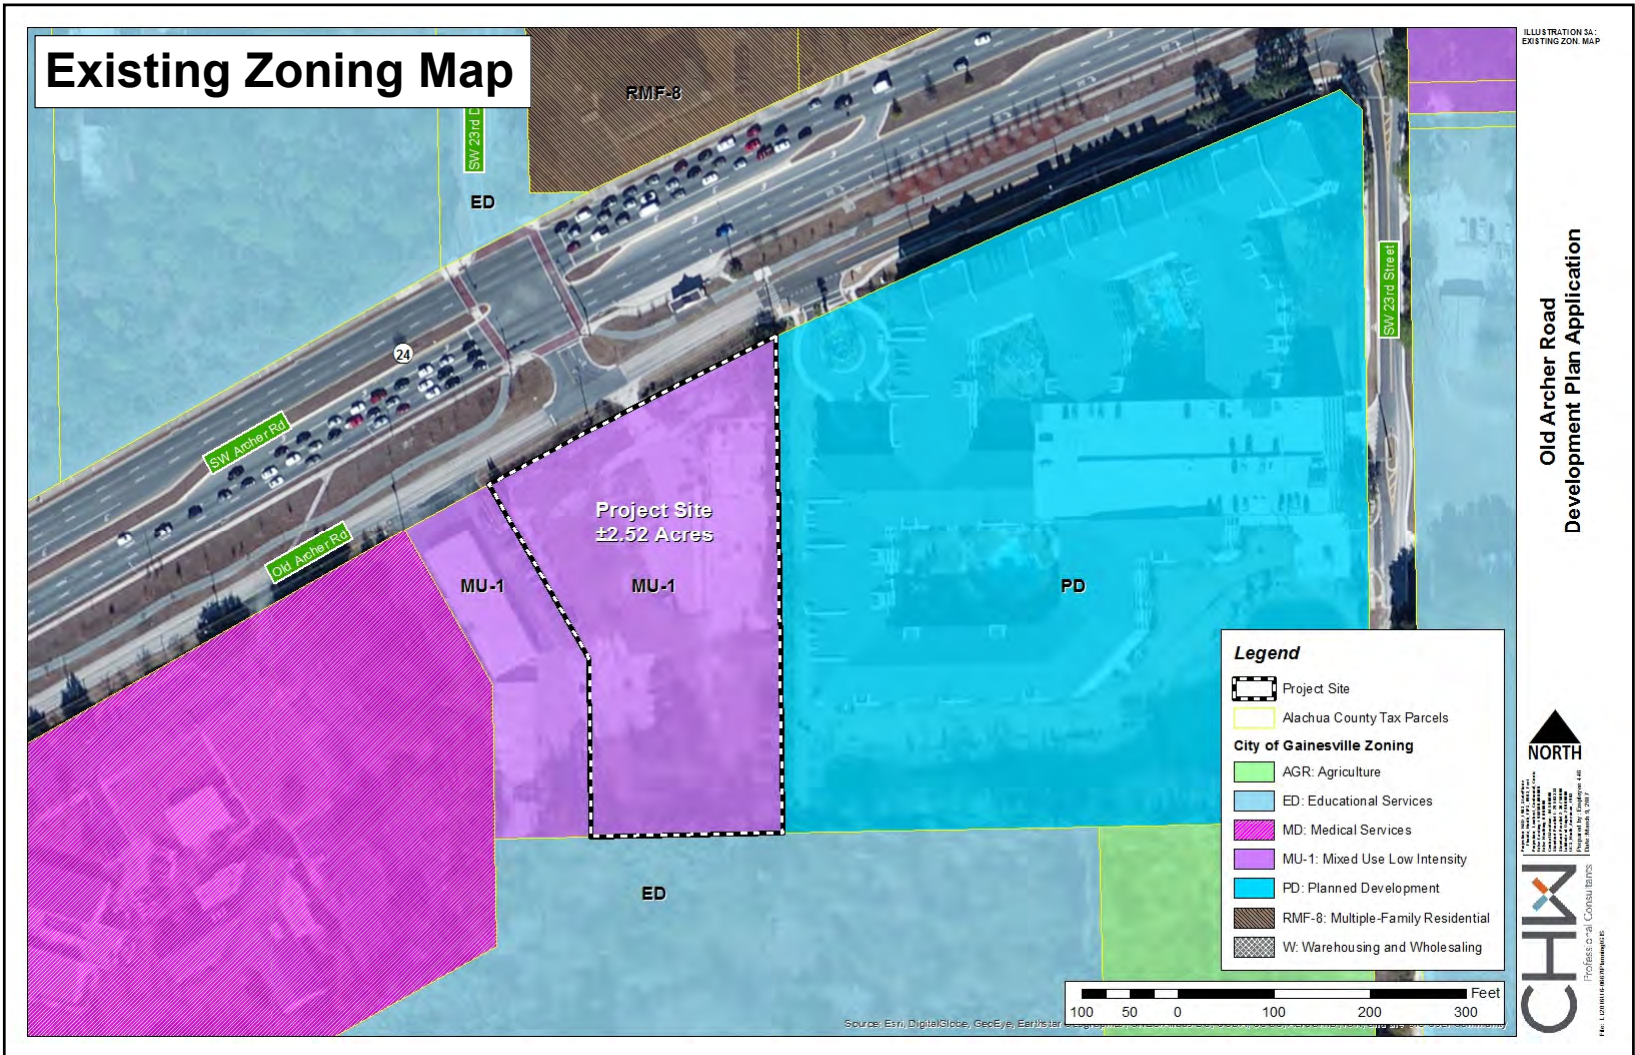 Existing Zoning Map
ILLUSTRATION 3A:
EXISTING ZON. MAP
RMF-8
SW 23rd D
ED
24
SW Archer Rd
Old Archer Rd
SW 23rd Street
Project Site
±2.52 Acres
MU-1
MU-1
PD
ED
Old Archer Road
Development Plan Application
Legend
Project Site
Alachua County Tax Parcels
City of Gainesville Zoning
AGR: Agriculture
ED: Educational Services
MD: Medical Services
MU-1: Mixed Use Low Intensity
PD: Planned Development
RMF-8: Multiple-Family Residential
W: Warehousing and Wholesaling
Feet
100 50 0 100 200 300
Source: Esri, DigitalGlobe, GeoEye, Earthstar
NORTH
CHW
Professional Consultants